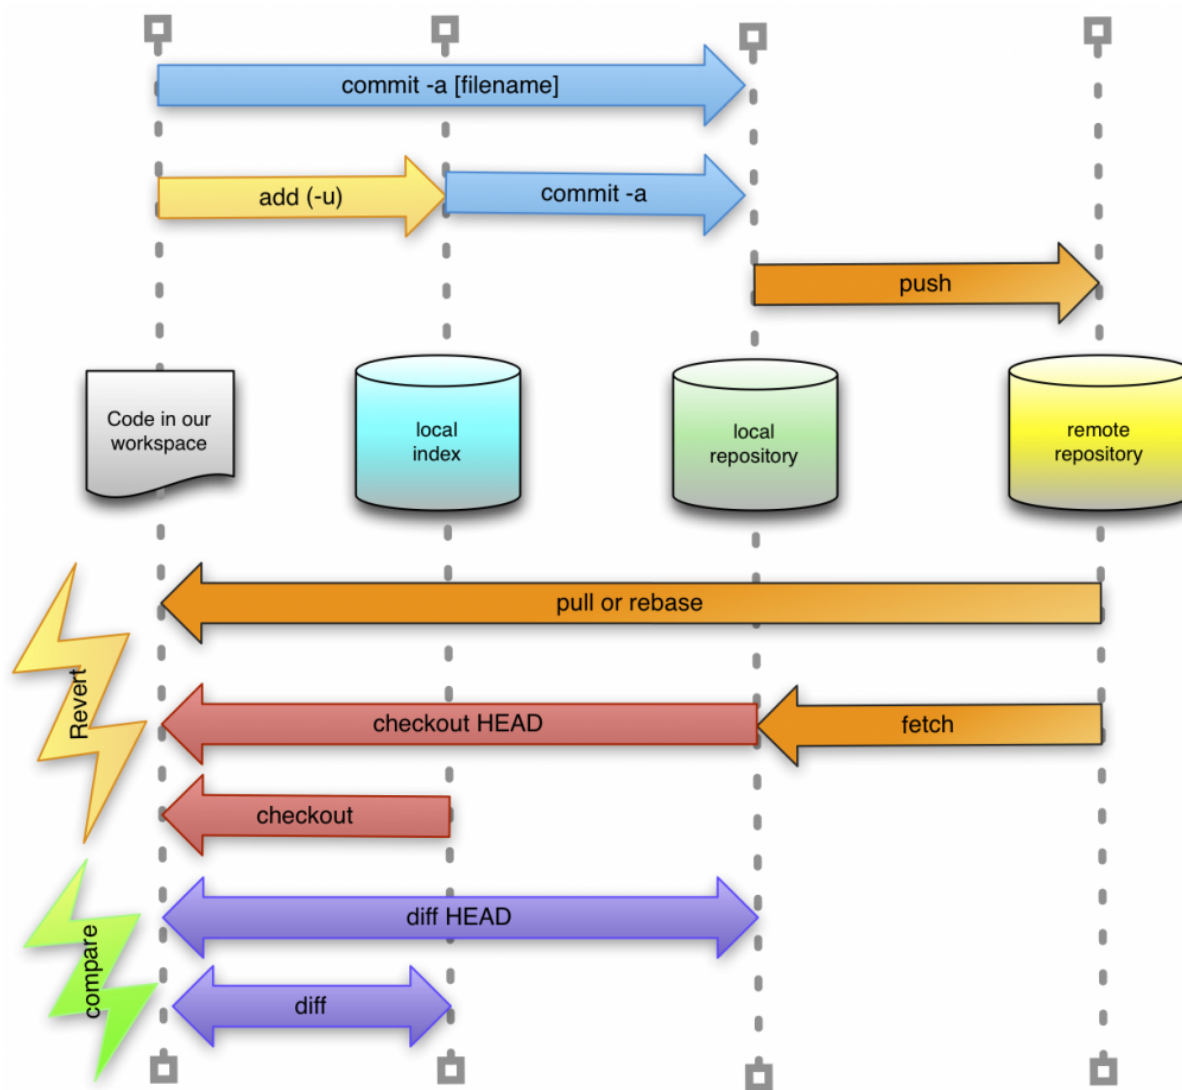 commit -a [filename]
add (-u)
commit -a
push
Code in our
workspace
local
index
local
repository
remote
repository
pull or rebase
Revert
checkout HEAD
fetch
checkout
diff HEAD
compare
diff